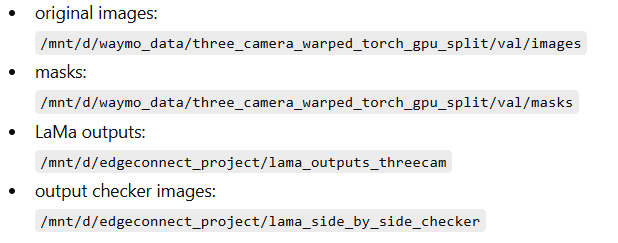 original images:
/mnt/d/waymo_data/three_camera_warped_torch_gpu_split/val/images
masks:
/mnt/d/waymo_data/three_camera_warped_torch_gpu_split/val/masks
LaMa outputs:
/mnt/d/edgeconnect_project/lama_outputs_threecam
output checker images:
/mnt/d/edgeconnect_project/lama_side_by_side_checker